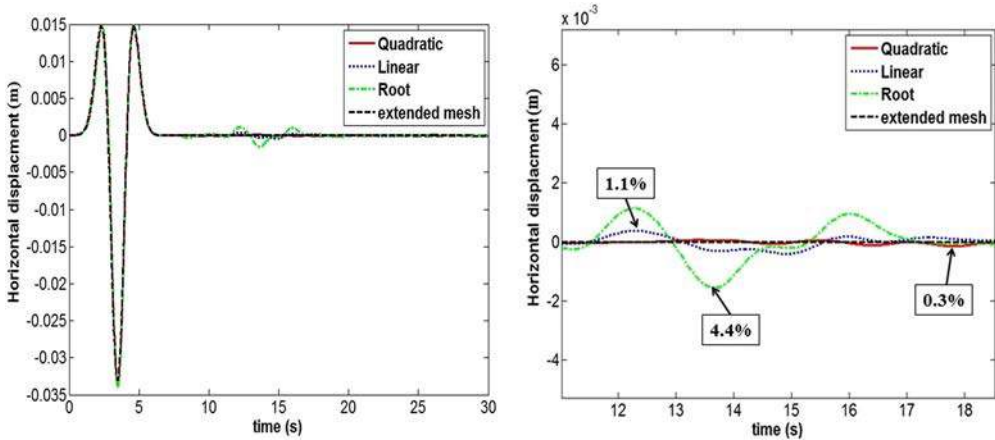 Horizontal displacment (m)
0.015
0.01
0.005
0
-0.005
-0.01
-0.015
-0.02
-0.025
-0.03
-0.035
0 5 10 15 20 25 30
time (s)
Quadratic
Linear
Root
extended mesh
x 10-3
Horizontal displacment (m)
6
4
2
0
-2
-4
12 13 14 15 16 17 18
time (s)
Quadratic
Linear
Root
extended mesh
1.1%
4.4%
0.3%